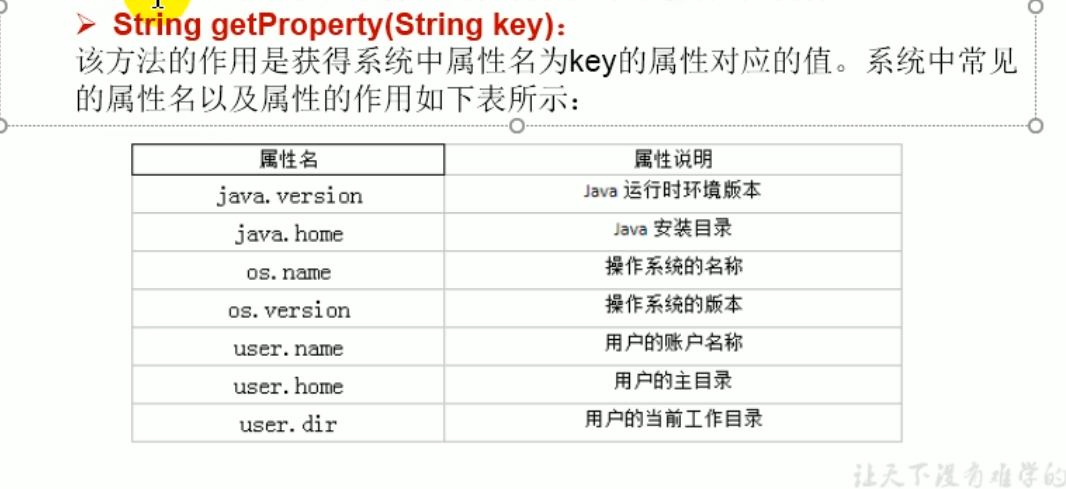 ➢ String getProperty(String key)：
该方法的作用是获得系统中属性名为key的属性对应的值。系统中常见
的属性名以及属性的作用如下表所示：
属性名 属性说明
java.version Java 运行时环境版本
java.home Java 安装目录
os.name 操作系统的名称
os.version 操作系统的版本
user.name 用户的账户名称
user.home 用户的主目录
user.dir 用户的当前工作目录
让天下没有难学的